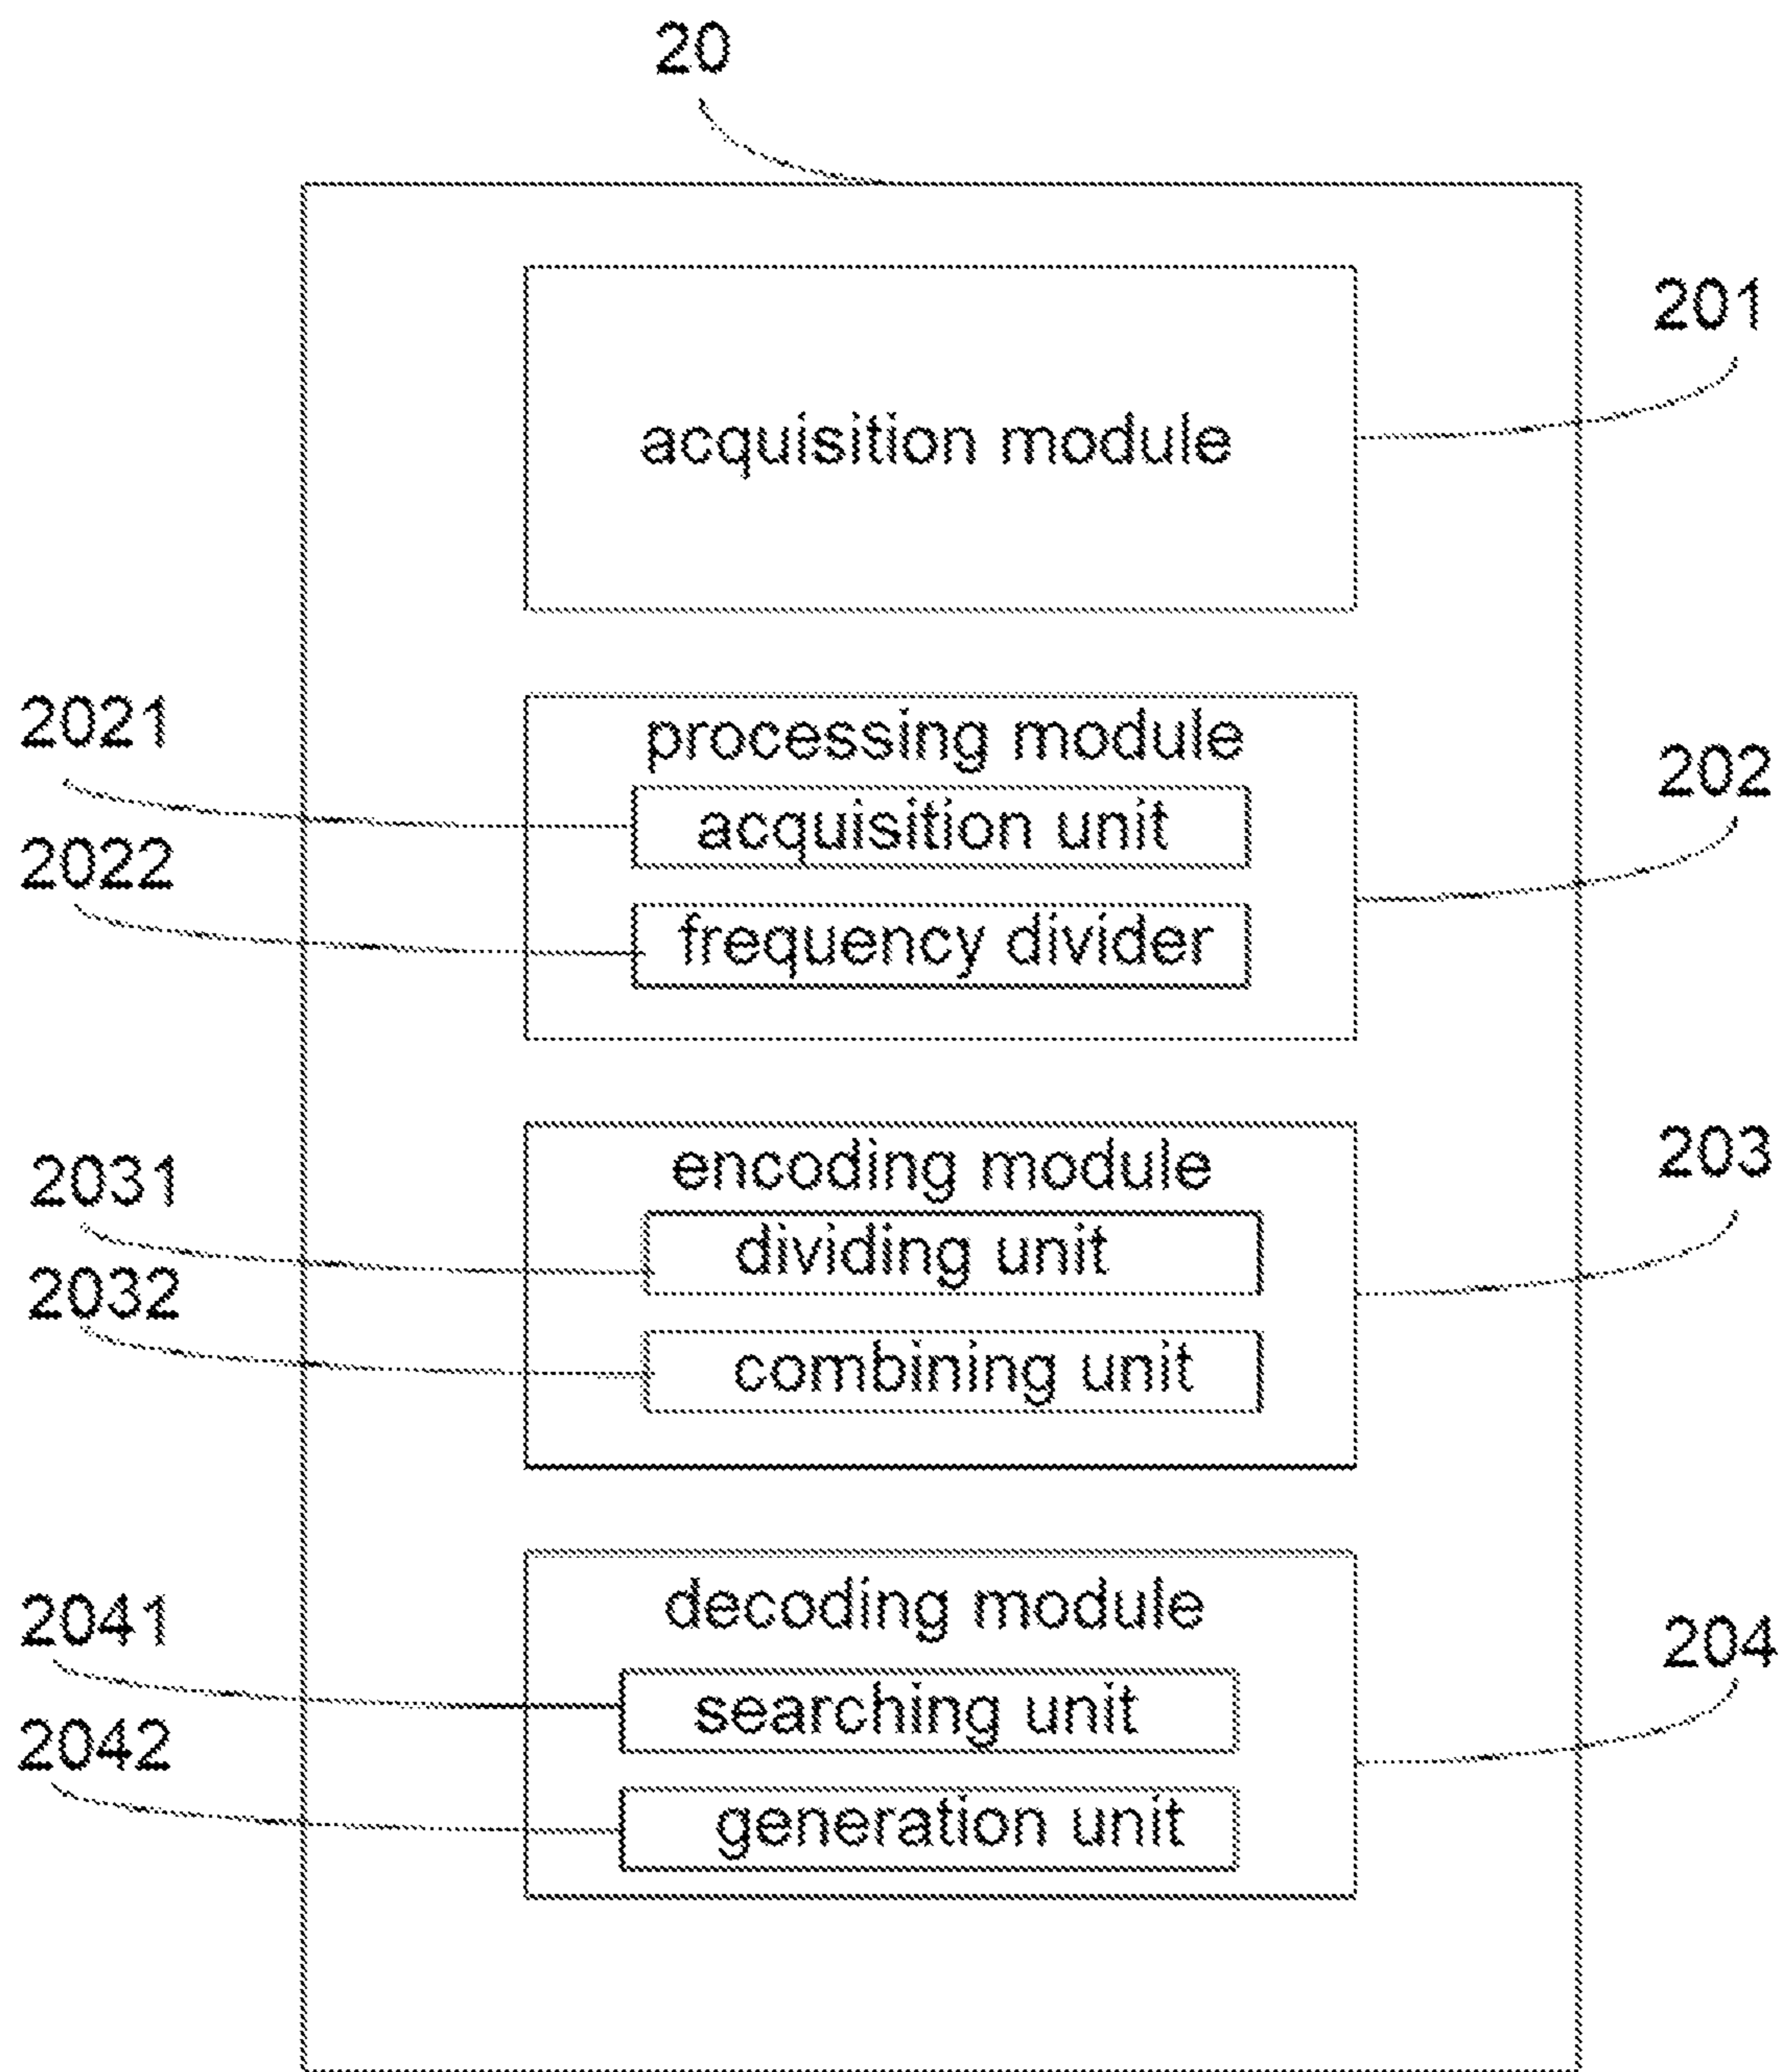 20
acquisition module
201
processing module
2021
acquisition unit
202
2022
frequency divider
encoding module
203
2031
dividing unit
2032
combining unit
decoding module
2041
204
searching unit
2042
generation unit